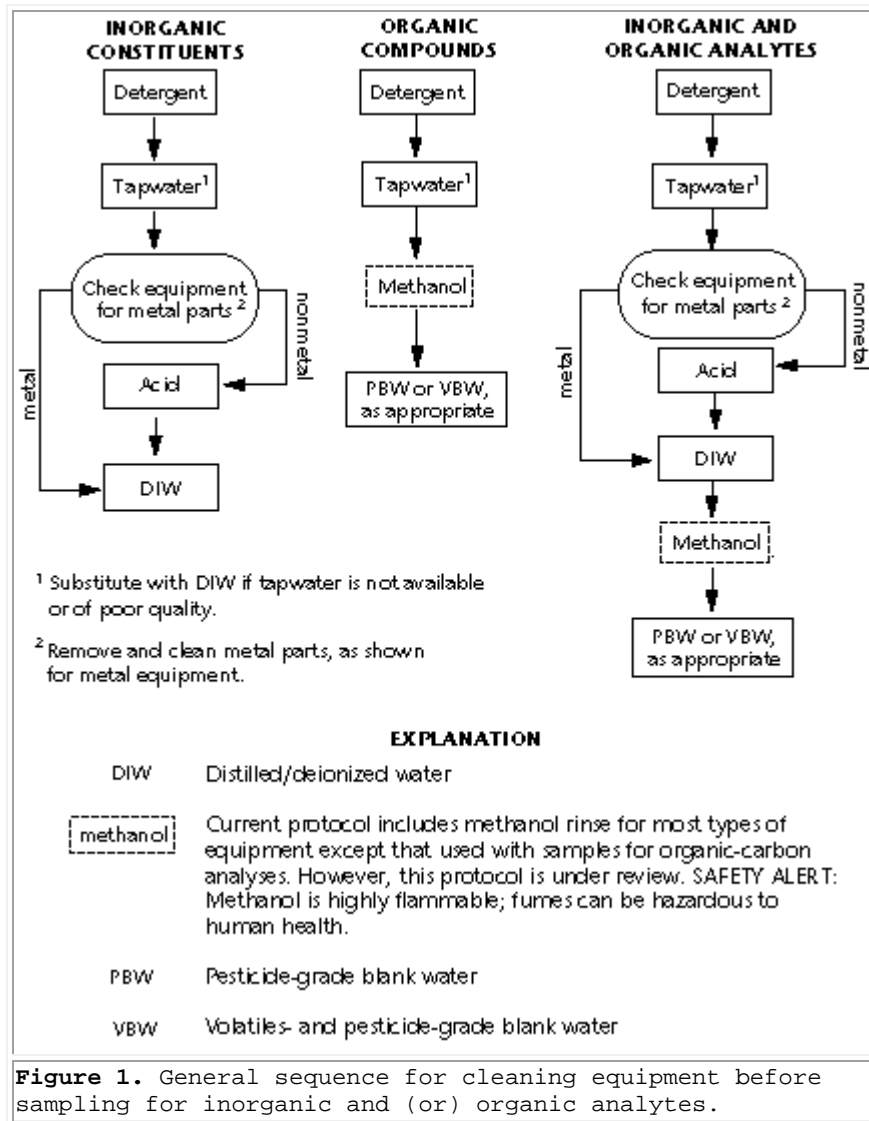 INORGANIC
CONSTITUENTS
Detergent
Tapwater¹
Check equipment
for metal parts ²
metal
nonmetal
Acid
DIW
ORGANIC
COMPOUNDS
Detergent
Tapwater¹
Methanol
PBW or VBW,
as appropriate
INORGANIC AND
ORGANIC ANALYTES
Detergent
Tapwater¹
Check equipment
for metal parts ²
metal
nonmetal
Acid
DIW
Methanol
PBW or VBW,
as appropriate
¹ Substitute with DIW if tapwater is not available
or of poor quality.
² Remove and clean metal parts, as shown
for metal equipment.
EXPLANATION
DIW Distilled/deionized water
methanol Current protocol includes methanol rinse for most types of
equipment except that used with samples for organic-carbon
analyses. However, this protocol is under review. SAFETY ALERT:
Methanol is highly flammable; fumes can be hazardous to
human health.
PBW Pesticide-grade blank water
VBW Volatiles- and pesticide-grade blank water
Figure 1. General sequence for cleaning equipment before
sampling for inorganic and (or) organic analytes.